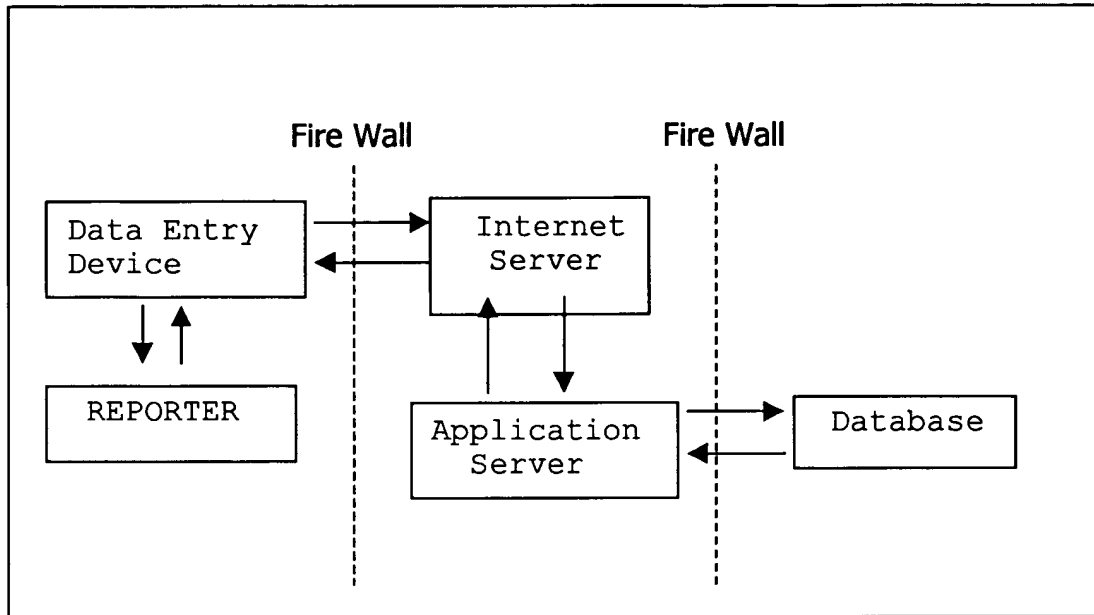 Fire Wall
Fire Wall
Data Entry
Device
Internet
Server
REPORTER
Application
Server
Database